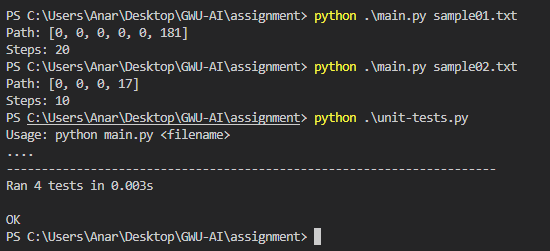 PS C:\Users\Anar\Desktop\GWU-AI\assignment> python .\main.py sample01.txt
Path: [0, 0, 0, 0, 0, 181]
Steps: 20
PS C:\Users\Anar\Desktop\GWU-AI\assignment> python .\main.py sample02.txt
Path: [0, 0, 0, 17]
Steps: 10
PS C:\Users\Anar\Desktop\GWU-AI\assignment> python .\unit-tests.py
Usage: python main.py <filename>
....
----------------------------------------------------------------------
Ran 4 tests in 0.003s
OK
PS C:\Users\Anar\Desktop\GWU-AI\assignment>